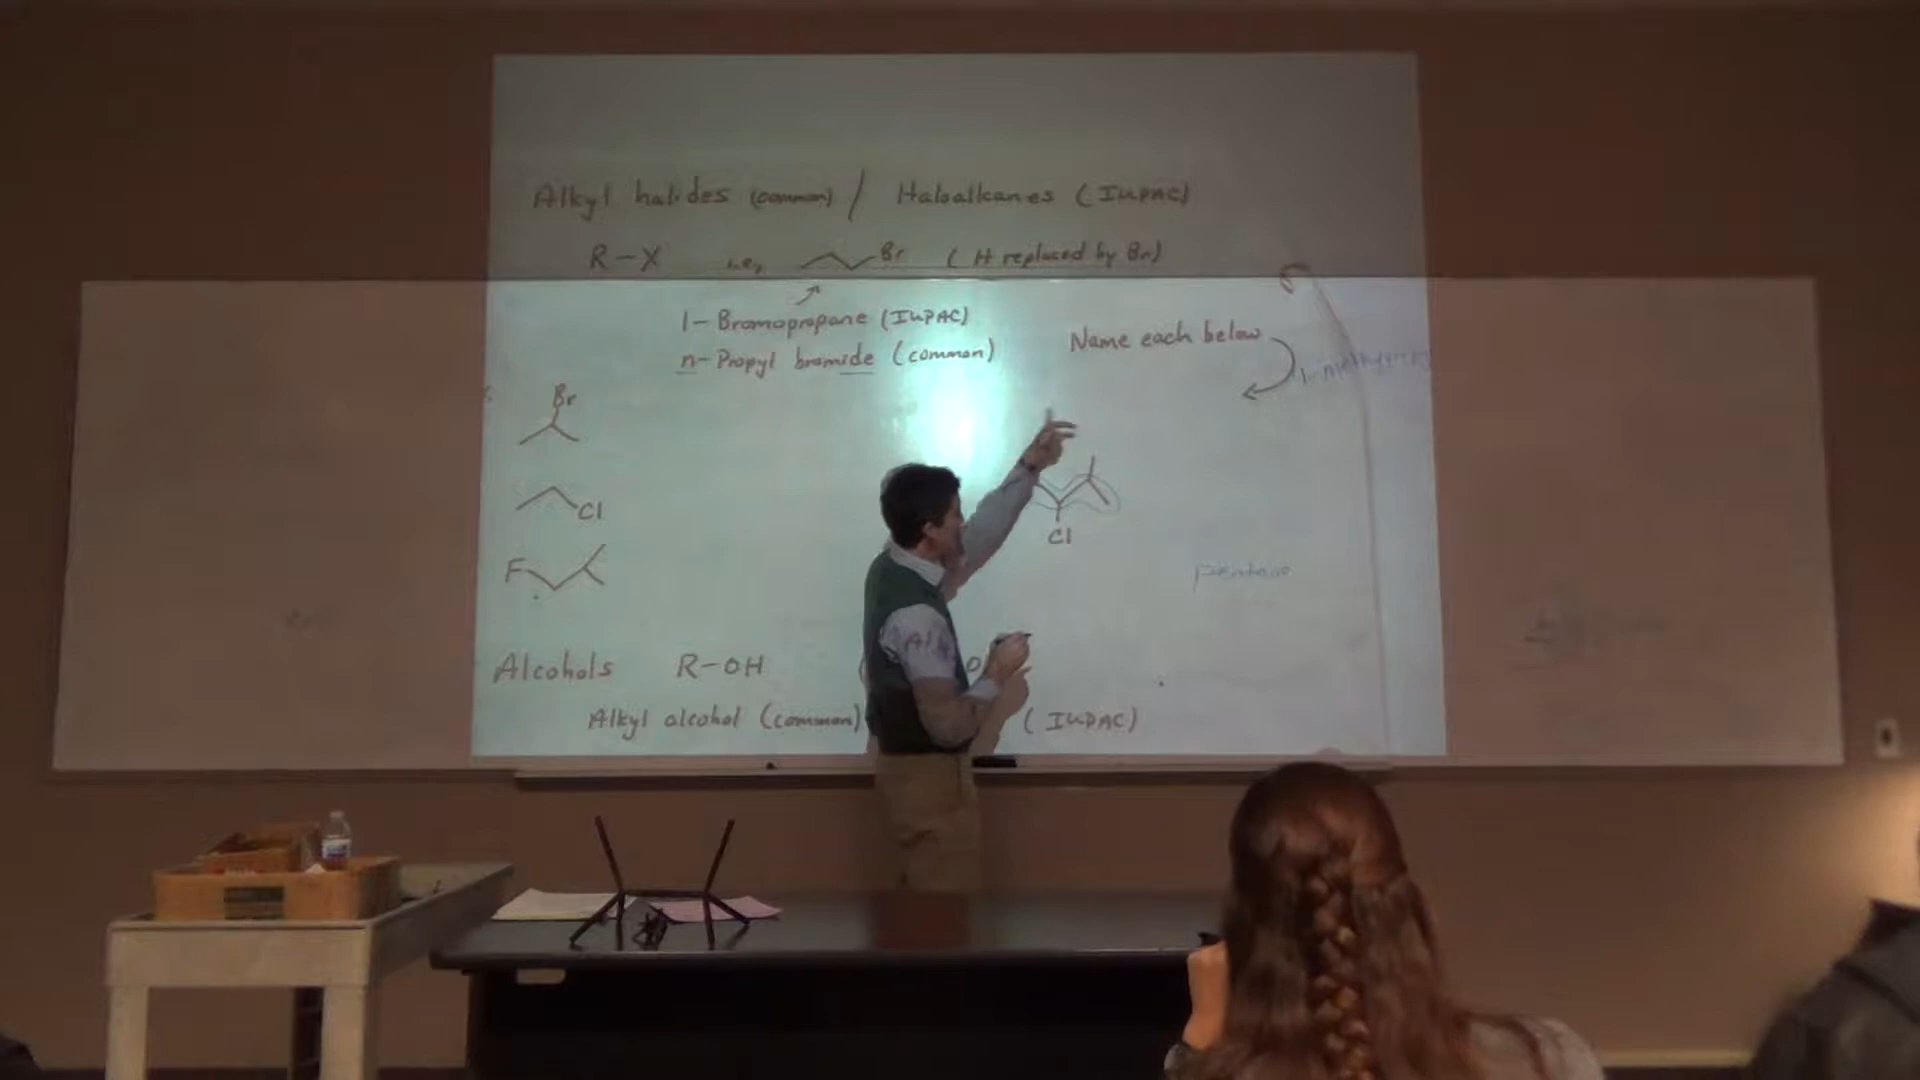 Alkyl halides (common) / Haloalkanes (IUPAC)
R-X i.e., Br (H replaced by Br)
1-Bromopropane (IUPAC)
n-Propyl bromide (common)
Name each below
Br
Cl
Cl
F
pentane
Alcohols R-OH
Alkyl alcohol (common) (IUPAC)